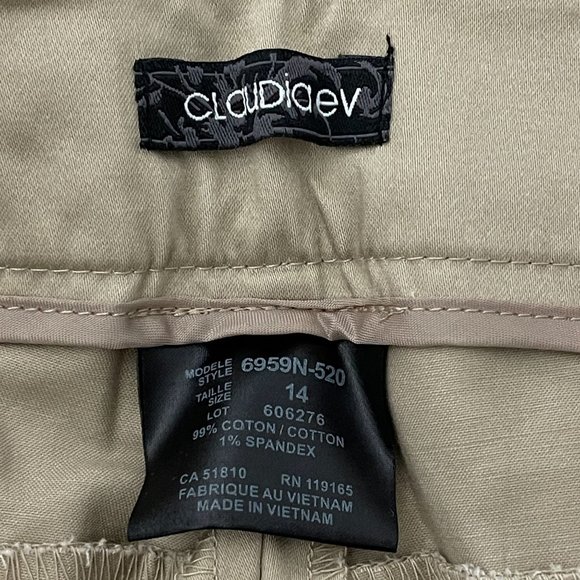 CLaUDiaev
MODELE
STYLE 6959N-520
TAILLE
SIZE 14
LOT 606276
99% COTON / COTTON
1% SPANDEX
CA 51810 RN 119165
FABRIQUE AU VIETNAM
MADE IN VIETNAM